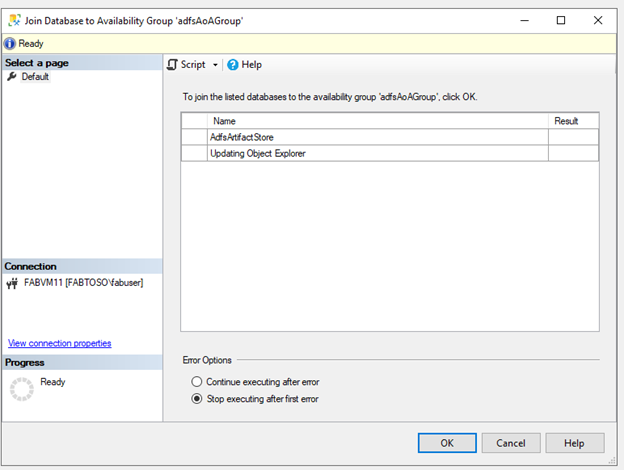 Join Database to Availability Group 'adfsAoAGroup'
Ready
Select a page
Default
Script
Help
To join the listed databases to the availability group 'adfsAoAGroup', click OK.
Name Result
AdfsArtifactStore
Updating Object Explorer
Connection
FABVM11 [FABTOSO\fabuser]
View connection properties
Progress
Ready
Error Options
Continue executing after error
Stop executing after first error
OK Cancel Help